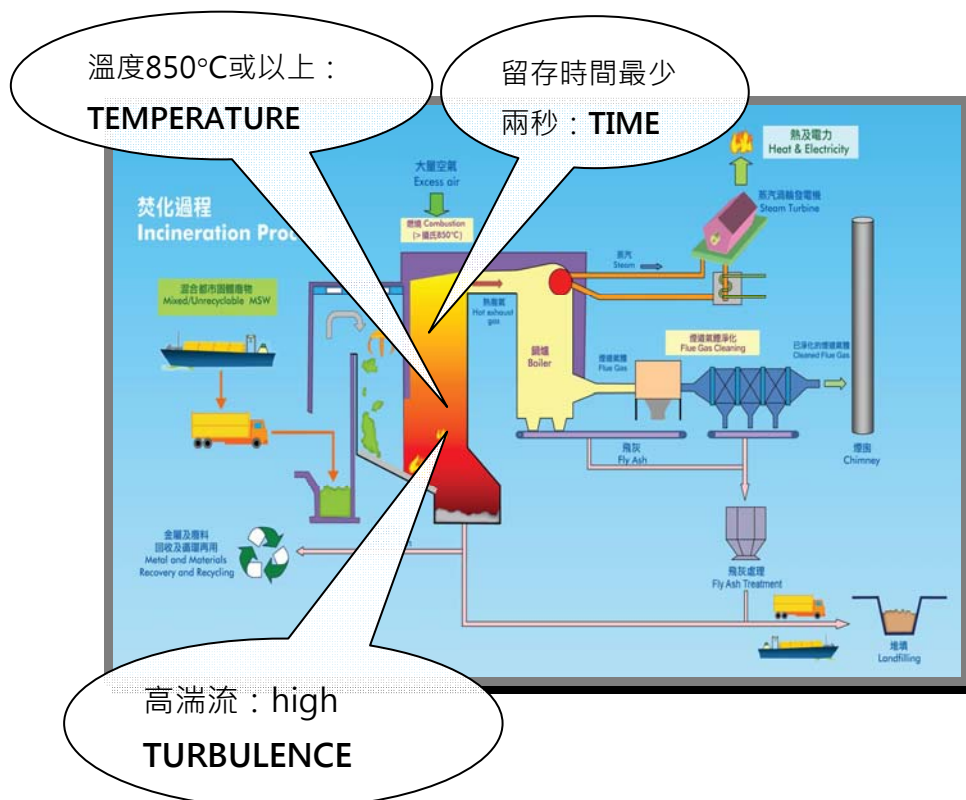 溫度850°C或以上：
TEMPERATURE
留存時間最少
兩秒：TIME
熱及電力
Heat & Electricity
大量空氣
Excess air
焚化過程
Incineration Proc
燃燒 Combustion
(>攝氏850°C)
蒸汽渦輪發電機
Steam Turbine
蒸汽
Steam
混合都市固體廢物
Mixed/Unrecyclable MSW
熱廢氣
Hot exhaust
gas
鍋爐
Boiler
煙道氣體
Flue Gas
煙道氣體淨化
Flue Gas Cleaning
已淨化的煙道氣體
Cleaned Flue Gas
飛灰
Fly Ash
煙囪
Chimney
金屬及廢料
回收及循環再用
Metal and Materials
Recovery and Recycling
飛灰處理
Fly Ash Treatment
堆填
Landfilling
高湍流：high
TURBULENCE